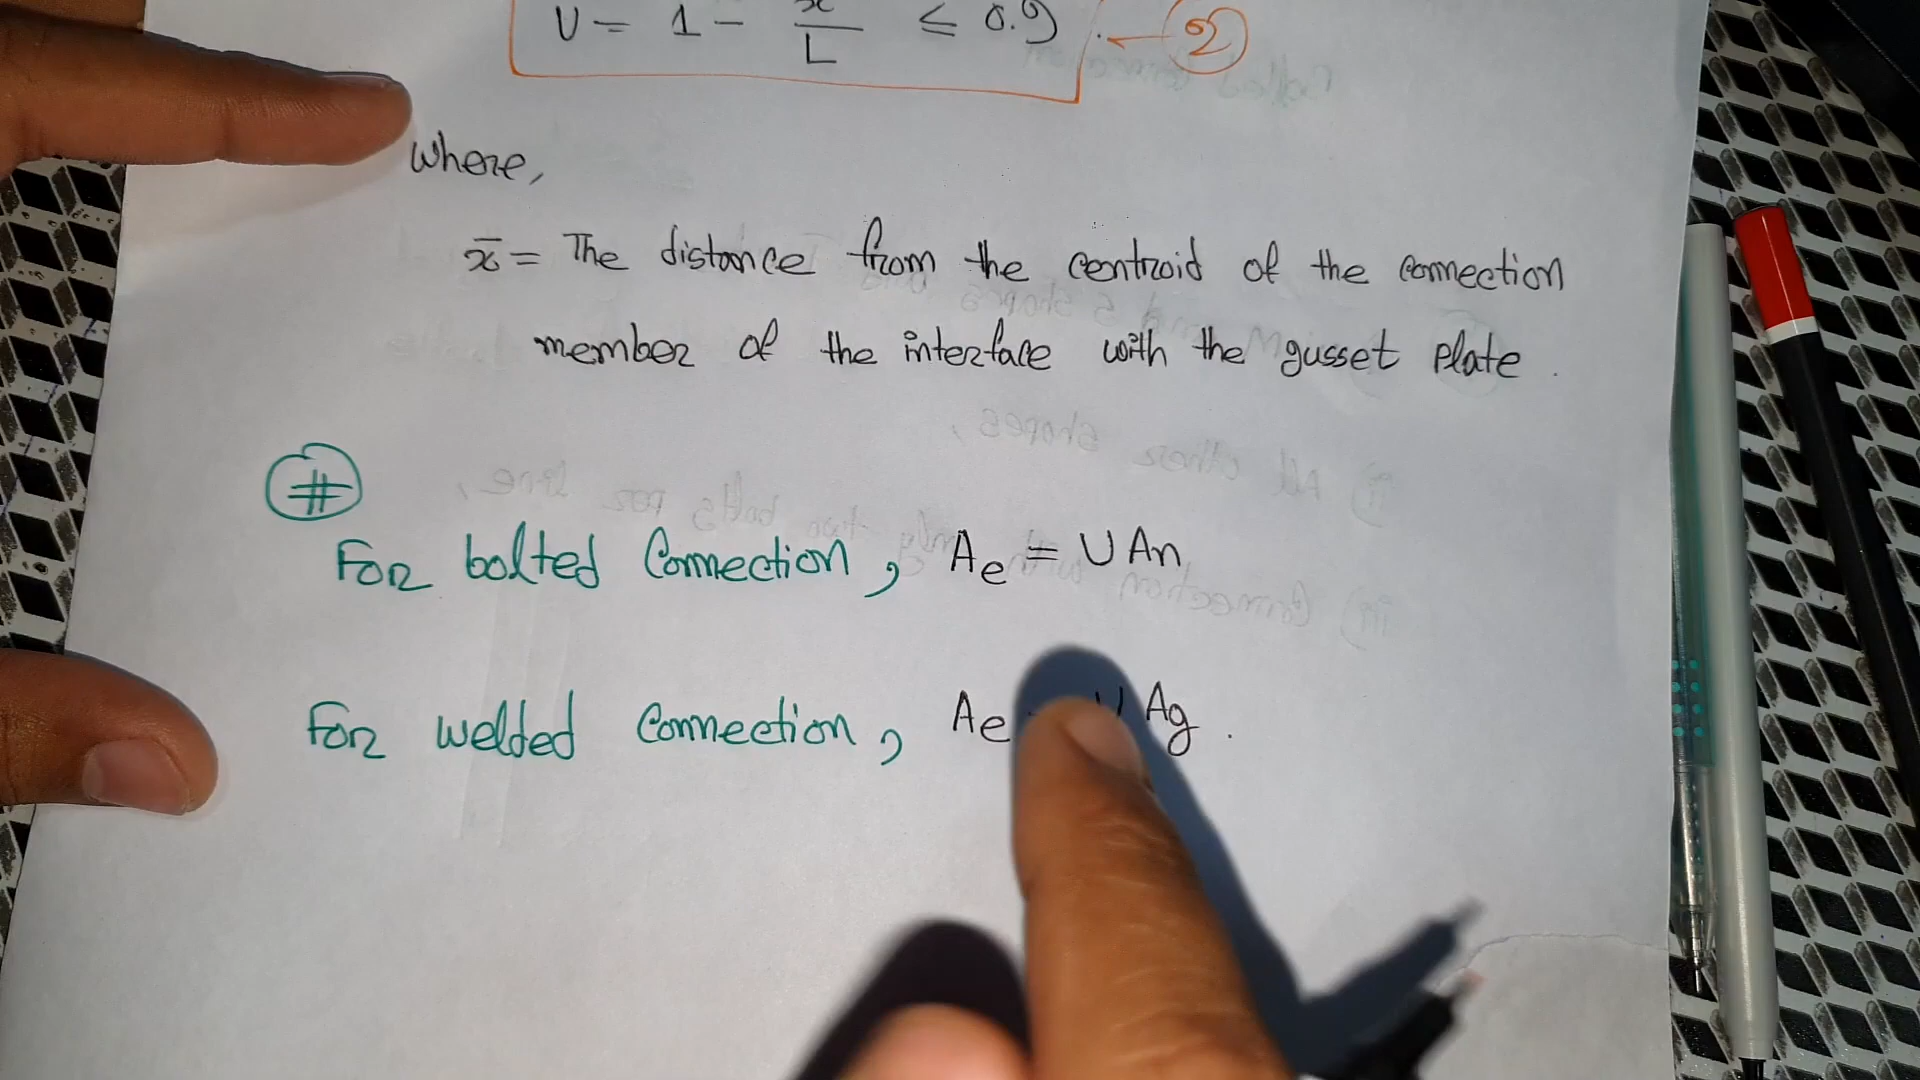 U = 1 - x̄/L ≤ 0.9 ②
Where,
x̄ = The distance from the centroid of the connection
member of the interface with the gusset plate.
#
For bolted Connection, Ae = U An
For welded Connection, Ae U Ag.